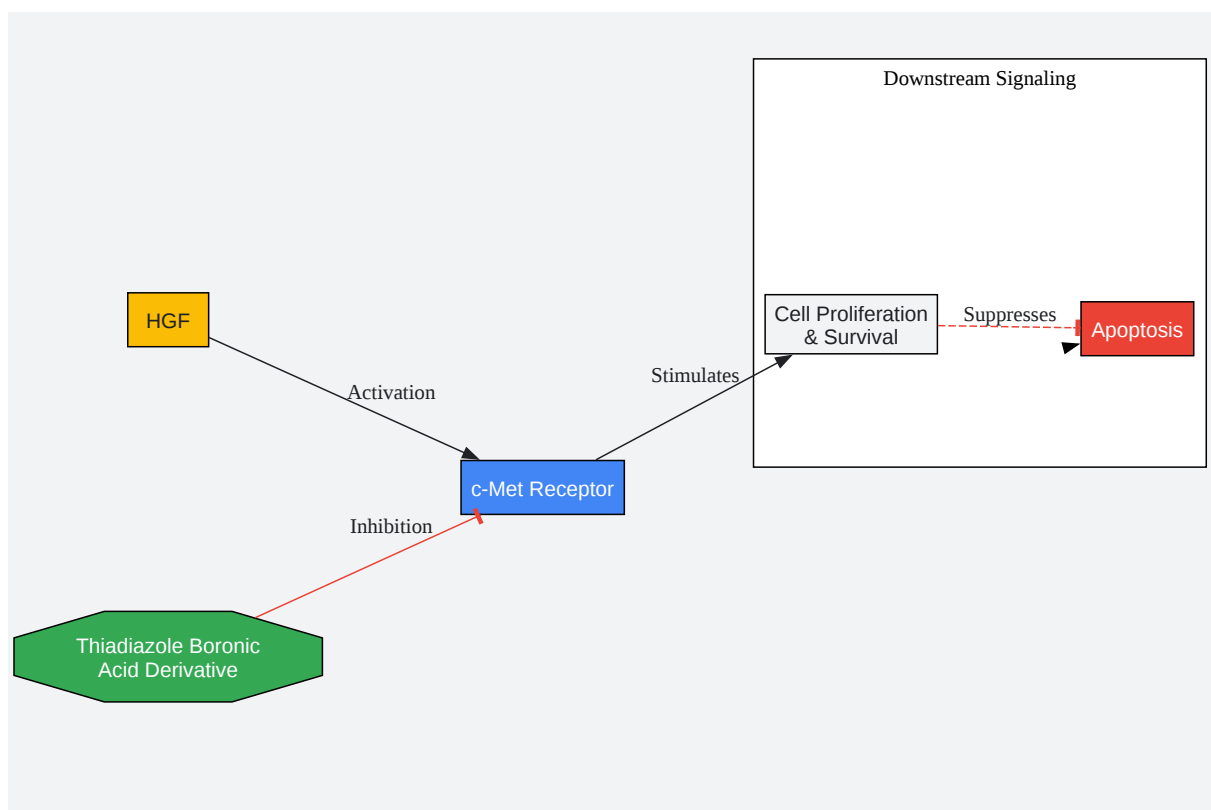 Downstream Signaling
HGF
Cell Proliferation
& Survival
Suppresses
Apoptosis
Stimulates
Activation
c-Met Receptor
Inhibition
Thiadiazole Boronic
Acid Derivative